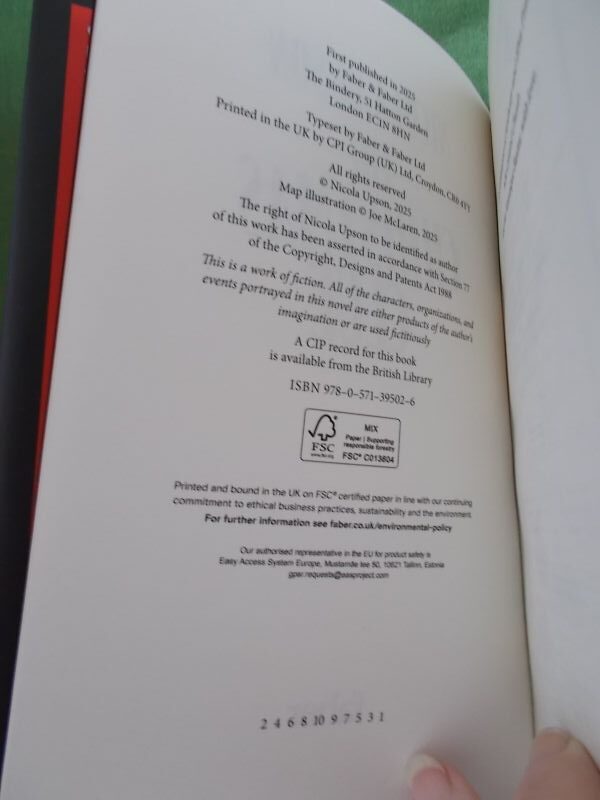 First published in 2025
by Faber & Faber Ltd
The Bindery, 51 Hatton Garden
London EC1N 8HN
Typeset by Faber & Faber Ltd
Printed in the UK by CPI Group (UK) Ltd, Croydon, CR0 4YY
All rights reserved
© Nicola Upson, 2025
Map illustration © Joe McLaren, 2025
The right of Nicola Upson to be identified as author
of this work has been asserted in accordance with Section 77
of the Copyright, Designs and Patents Act 1988
This is a work of fiction. All of the characters, organizations, and
events portrayed in this novel are either products of the author's
imagination or are used fictitiously
A CIP record for this book
is available from the British Library
ISBN 978–0–571–39502–6
FSC
www.fsc.org
MIX
Paper | Supporting
responsible forestry
FSC® C013604
Printed and bound in the UK on FSC® certified paper in line with our continuing
commitment to ethical business practices, sustainability and the environment.
For further information see faber.co.uk/environmental-policy
Our authorised representative in the EU for product safety is
Easy Access System Europe, Mustamäe tee 50, 10621 Tallinn, Estonia
gpsr.requests@easproject.com
2 4 6 8 10 9 7 5 3 1